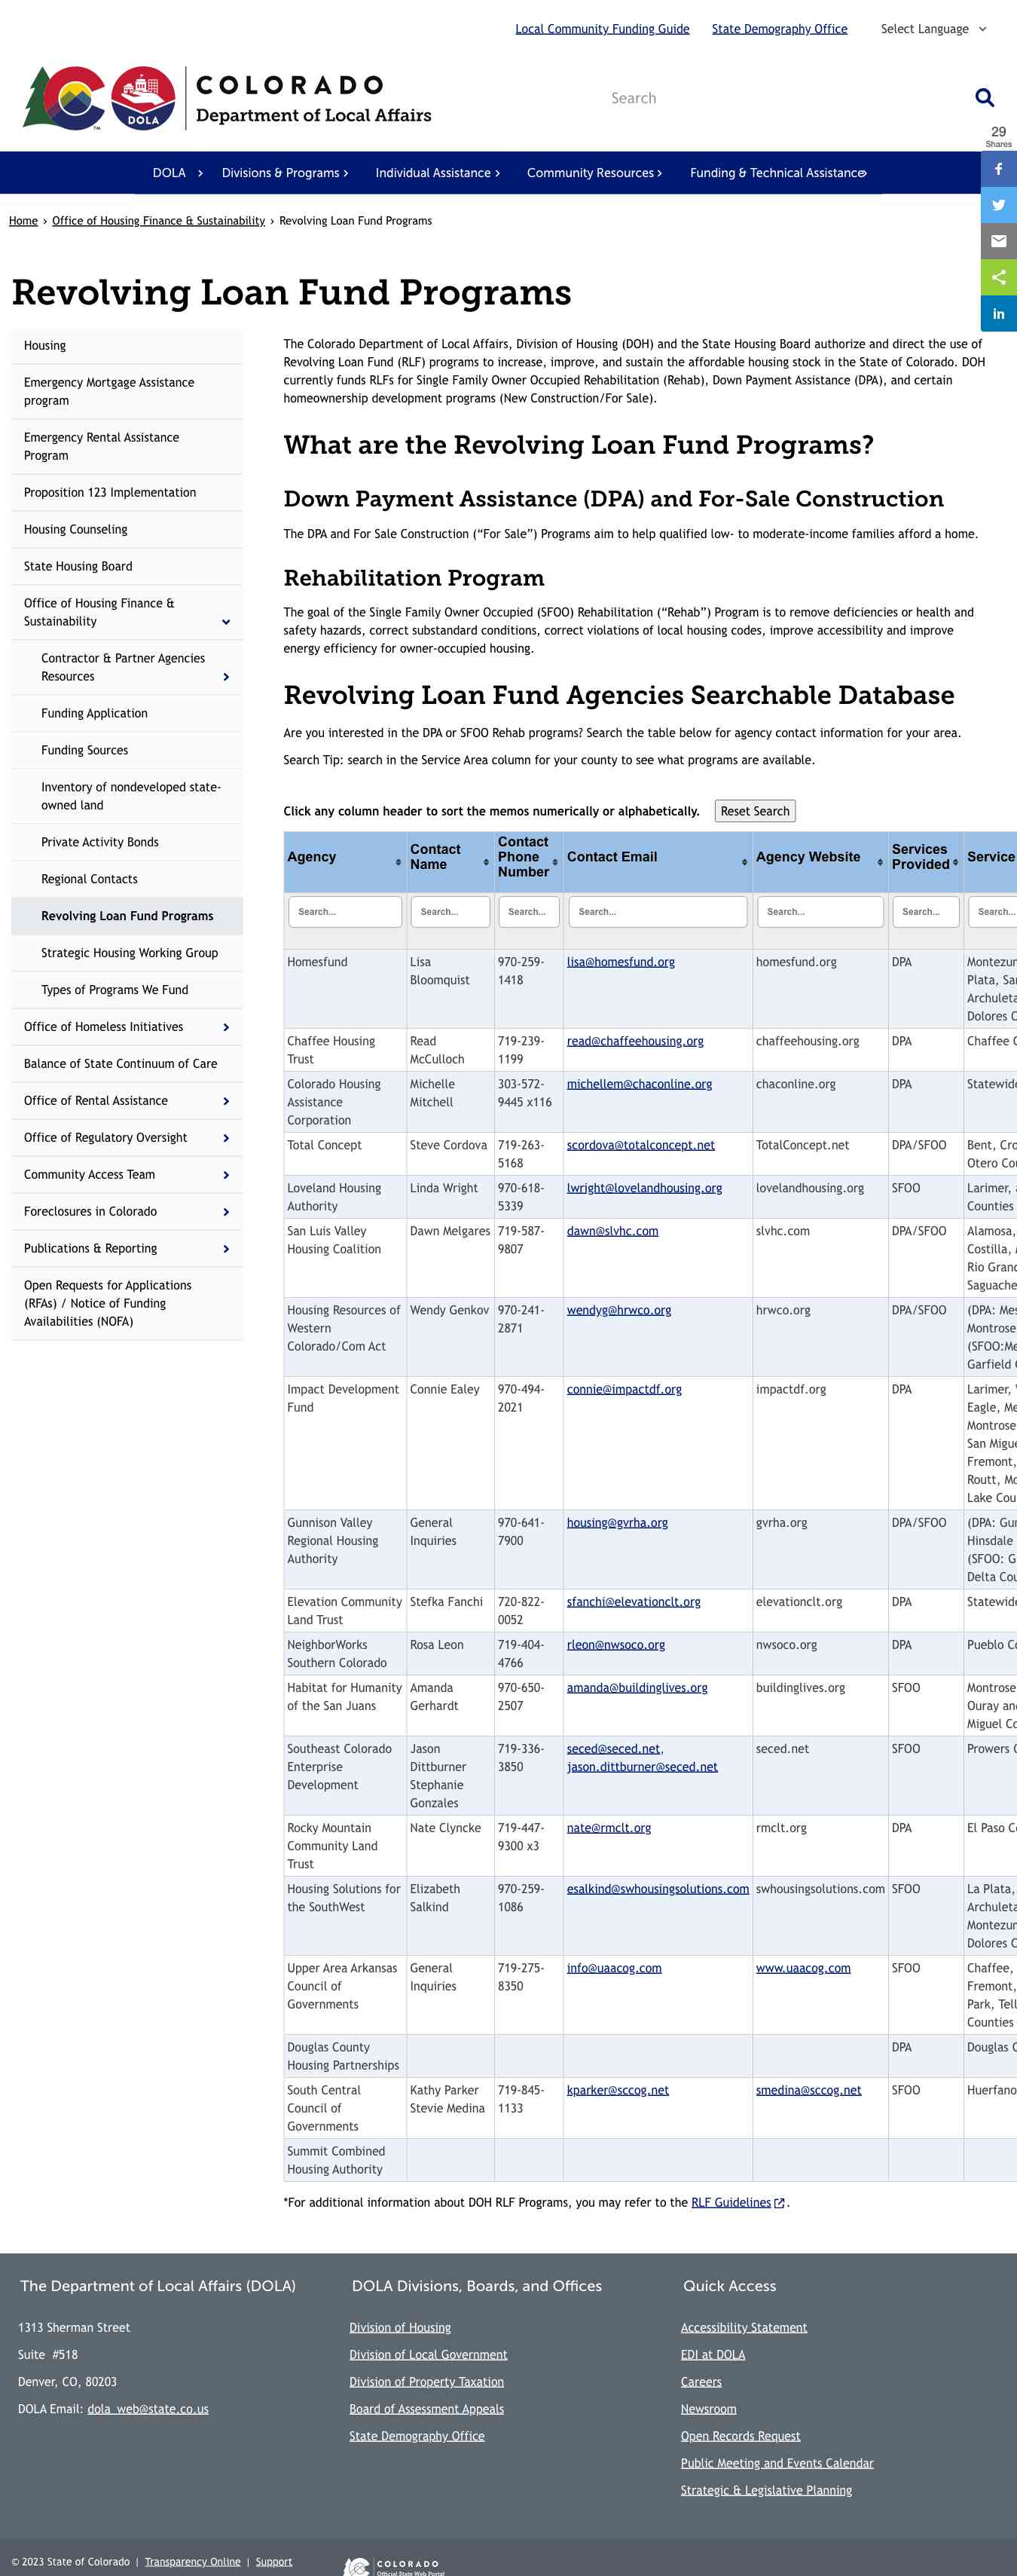 Local Community Funding Guide
State Demography Office
Select Language
COLORADO
Department of Local Affairs
DOLA
Search
29
Shares
DOLA
Divisions & Programs
Individual Assistance
Community Resources
Funding & Technical Assistance
Home › Office of Housing Finance & Sustainability › Revolving Loan Fund Programs
Revolving Loan Fund Programs
Housing
Emergency Mortgage Assistance
program
Emergency Rental Assistance
Program
Proposition 123 Implementation
Housing Counseling
State Housing Board
Office of Housing Finance &
Sustainability
Contractor & Partner Agencies
Resources
Funding Application
Funding Sources
Inventory of nondeveloped state-
owned land
Private Activity Bonds
Regional Contacts
Revolving Loan Fund Programs
Strategic Housing Working Group
Types of Programs We Fund
Office of Homeless Initiatives
Balance of State Continuum of Care
Office of Rental Assistance
Office of Regulatory Oversight
Community Access Team
Foreclosures in Colorado
Publications & Reporting
Open Requests for Applications
(RFAs) / Notice of Funding
Availabilities (NOFA)
The Colorado Department of Local Affairs, Division of Housing (DOH) and the State Housing Board authorize and direct the use of
Revolving Loan Fund (RLF) programs to increase, improve, and sustain the affordable housing stock in the State of Colorado. DOH
currently funds RLFs for Single Family Owner Occupied Rehabilitation (Rehab), Down Payment Assistance (DPA), and certain
homeownership development programs (New Construction/For Sale).
What are the Revolving Loan Fund Programs?
Down Payment Assistance (DPA) and For-Sale Construction
The DPA and For Sale Construction (“For Sale”) Programs aim to help qualified low- to moderate-income families afford a home.
Rehabilitation Program
The goal of the Single Family Owner Occupied (SFOO) Rehabilitation (“Rehab”) Program is to remove deficiencies or health and
safety hazards, correct substandard conditions, correct violations of local housing codes, improve accessibility and improve
energy efficiency for owner-occupied housing.
Revolving Loan Fund Agencies Searchable Database
Are you interested in the DPA or SFOO Rehab programs? Search the table below for agency contact information for your area.
Search Tip: search in the Service Area column for your county to see what programs are available.
Click any column header to sort the memos numerically or alphabetically. Reset Search
Agency
Contact
Name
Contact
Phone
Number
Contact Email
Agency Website
Services
Provided
Service
Search... Search... Search... Search... Search... Search... Search...
Homesfund
Lisa
Bloomquist
970-259-
1418
lisa@homesfund.org
homesfund.org
DPA
Montezum
Plata, Sa
Archuleta
Dolores C
Chaffee Housing
Trust
Read
McCulloch
719-239-
1199
read@chaffeehousing.org
chaffeehousing.org
DPA
Chaffee C
Colorado Housing
Assistance
Corporation
Michelle
Mitchell
303-572-
9445 x116
michellem@chaconline.org
chaconline.org
DPA
Statewide
Total Concept
Steve Cordova
719-263-
5168
scordova@totalconcept.net
TotalConcept.net
DPA/SFOO
Bent, Cro
Otero Cou
Loveland Housing
Authority
Linda Wright
970-618-
5339
lwright@lovelandhousing.org
lovelandhousing.org
SFOO
Larimer,
Counties
San Luis Valley
Housing Coalition
Dawn Melgares
719-587-
9807
dawn@slvhc.com
slvhc.com
DPA/SFOO
Alamosa,
Costilla,
Rio Grand
Saguache
Housing Resources of
Western
Colorado/Com Act
Wendy Genkov
970-241-
2871
wendyg@hrwco.org
hrwco.org
DPA/SFOO
(DPA: Mes
Montrose
(SFOO:Me
Garfield
Impact Development
Fund
Connie Ealey
970-494-
2021
connie@impactdf.org
impactdf.org
DPA
Larimer,
Eagle, Me
Montrose
San Migue
Fremont,
Routt, Mo
Lake Cou
Gunnison Valley
Regional Housing
Authority
General
Inquiries
970-641-
7900
housing@gvrha.org
gvrha.org
DPA/SFOO
(DPA: Gun
Hinsdale
(SFOO: G
Delta Cou
Elevation Community
Land Trust
Stefka Fanchi
720-822-
0052
sfanchi@elevationclt.org
elevationclt.org
DPA
Statewide
NeighborWorks
Southern Colorado
Rosa Leon
719-404-
4766
rleon@nwsoco.org
nwsoco.org
DPA
Pueblo Co
Habitat for Humanity
of the San Juans
Amanda
Gerhardt
970-650-
2507
amanda@buildinglives.org
buildinglives.org
SFOO
Montrose
Ouray and
Miguel Co
Southeast Colorado
Enterprise
Development
Jason
Dittburner
Stephanie
Gonzales
719-336-
3850
seced@seced.net,
jason.dittburner@seced.net
seced.net
SFOO
Prowers C
Rocky Mountain
Community Land
Trust
Nate Clyncke
719-447-
9300 x3
nate@rmclt.org
rmclt.org
DPA
El Paso Co
Housing Solutions for
the SouthWest
Elizabeth
Salkind
970-259-
1086
esalkind@swhousingsolutions.com
swhousingsolutions.com
SFOO
La Plata,
Archuleta
Montezum
Dolores C
Upper Area Arkansas
Council of
Governments
General
Inquiries
719-275-
8350
info@uaacog.com
www.uaacog.com
SFOO
Chaffee,
Fremont,
Park, Tell
Counties
Douglas County
Housing Partnerships
DPA
Douglas C
South Central
Council of
Governments
Kathy Parker
Stevie Medina
719-845-
1133
kparker@sccog.net
smedina@sccog.net
SFOO
Huerfano
Summit Combined
Housing Authority
*For additional information about DOH RLF Programs, you may refer to the RLF Guidelines.
The Department of Local Affairs (DOLA)
1313 Sherman Street
Suite #518
Denver, CO, 80203
DOLA Email: dola_web@state.co.us
DOLA Divisions, Boards, and Offices
Division of Housing
Division of Local Government
Division of Property Taxation
Board of Assessment Appeals
State Demography Office
Quick Access
Accessibility Statement
EDI at DOLA
Careers
Newsroom
Open Records Request
Public Meeting and Events Calendar
Strategic & Legislative Planning
© 2023 State of Colorado | Transparency Online | Support
COLORADO
Official State Web Portal